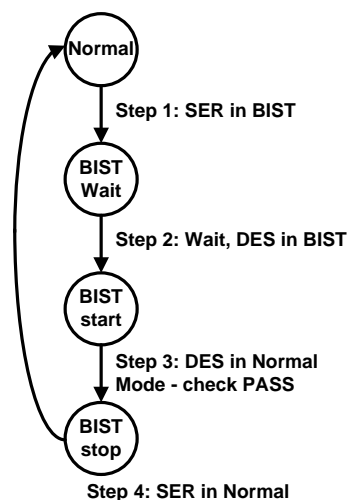 Normal
Step 1: SER in BIST
BIST
Wait
Step 2: Wait, DES in BIST
BIST
start
Step 3: DES in Normal
Mode - check PASS
BIST
stop
Step 4: SER in Normal